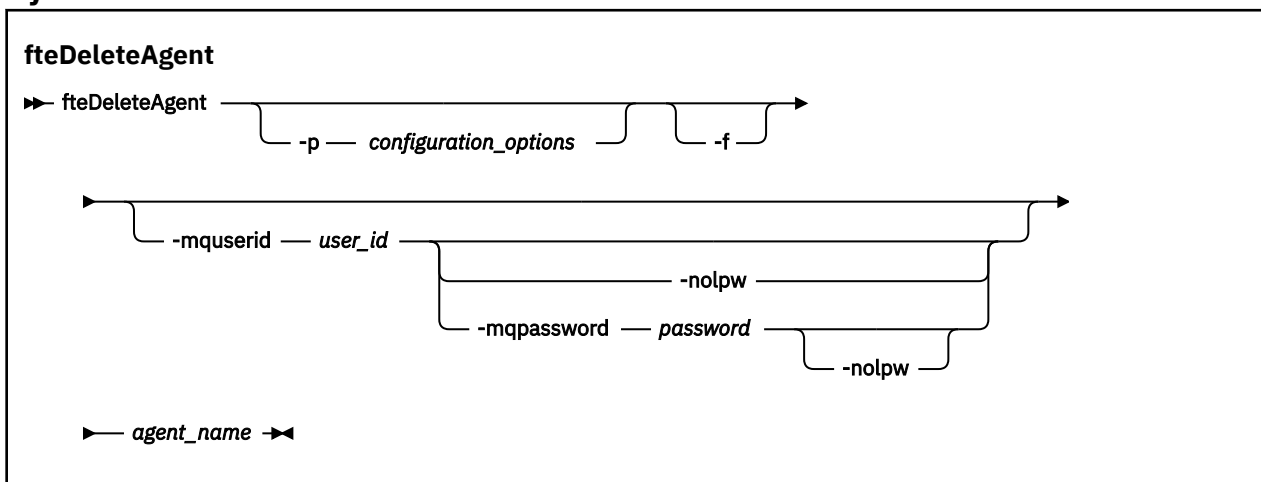 fteDeleteAgent
fteDeleteAgent
-p configuration_options -f
-mquserid user_id
-nolpw
-mqpassword password
-nolpw
agent_name